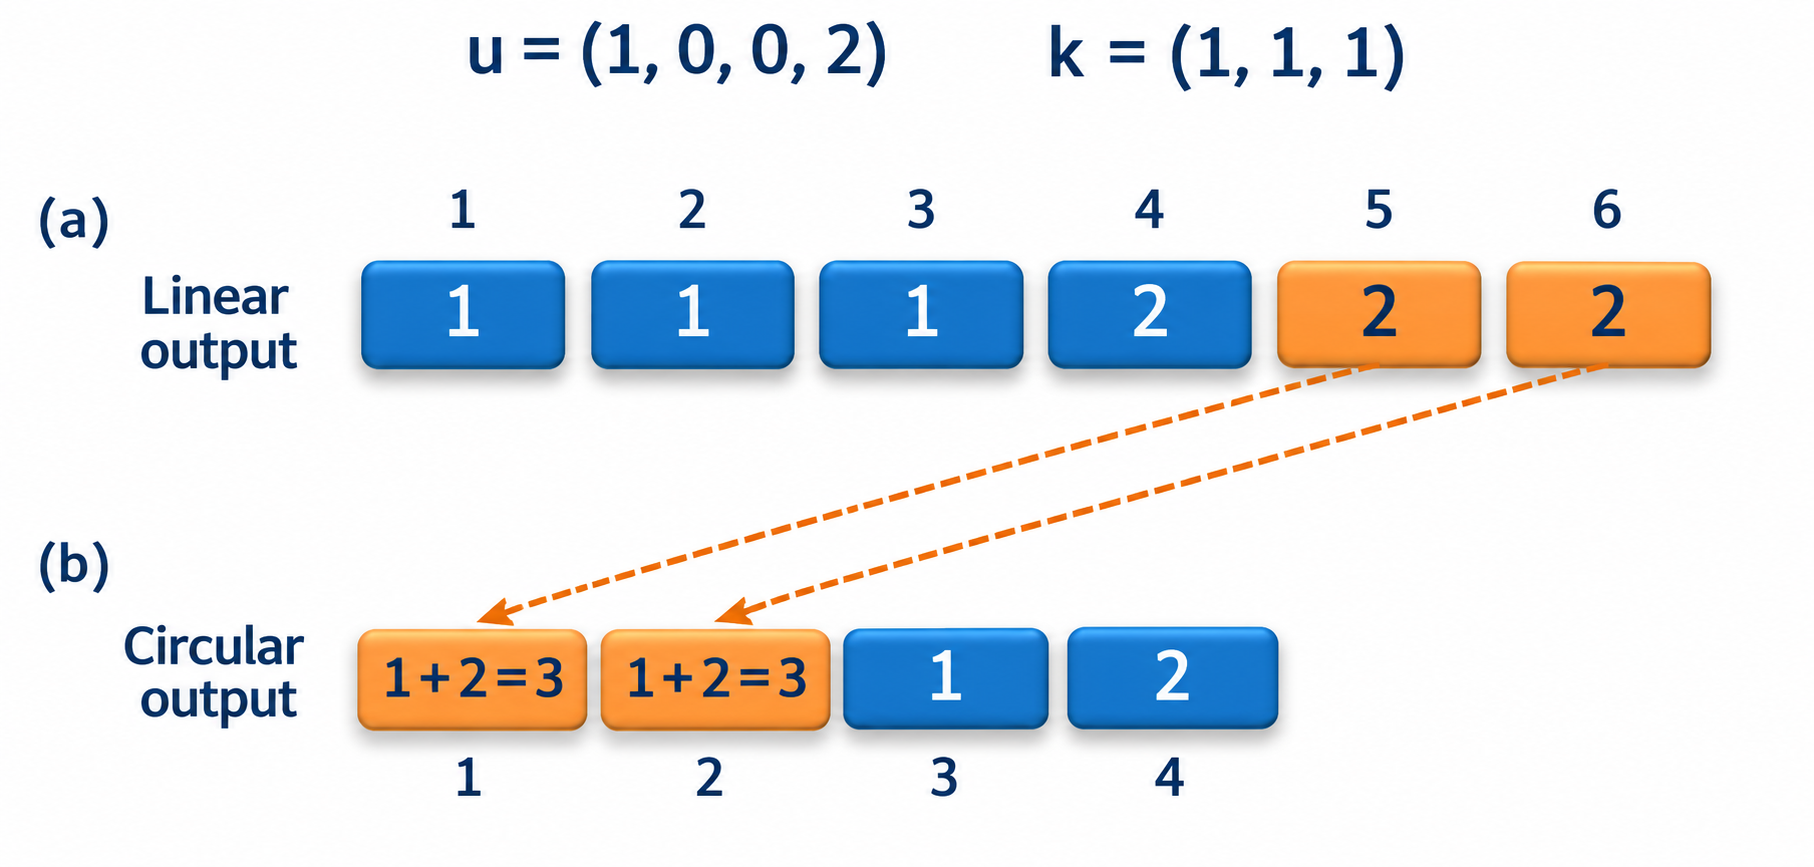 u = (1, 0, 0, 2) k = (1, 1, 1)
(a)
1 2 3 4 5 6
Linear
output
1 1 1 2 2 2
(b)
Circular
output
1+2=3 1+2=3 1 2
1 2 3 4